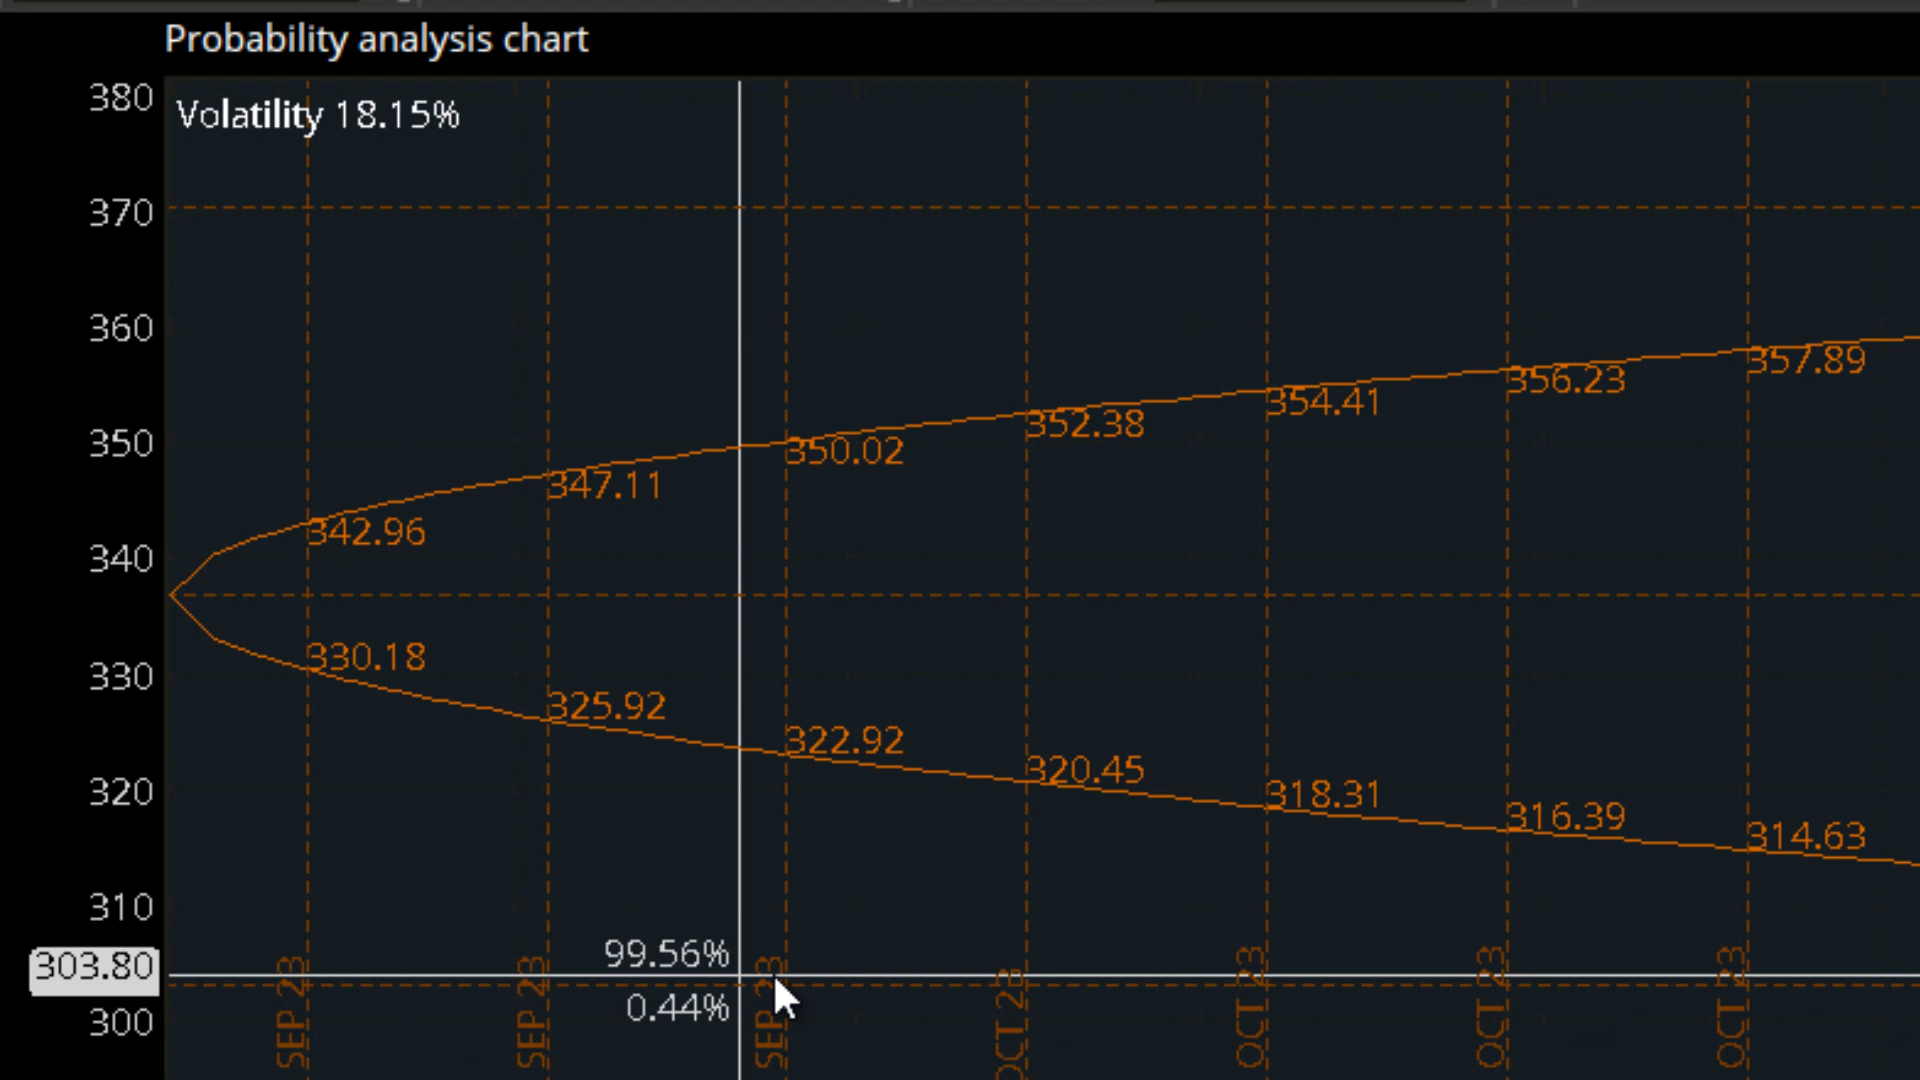 Probability analysis chart
380
Volatility 18.15%
370
360
357.89
356.23
354.41
352.38
350
350.02
347.11
342.96
340
330
330.18
325.92
322.92
320.45
320
318.31
316.39
314.63
310
99.56%
303.80
0.44%
300
SEP 23
SEP 23
SEP 23
OCT 23
OCT 23
OCT 23
OCT 23